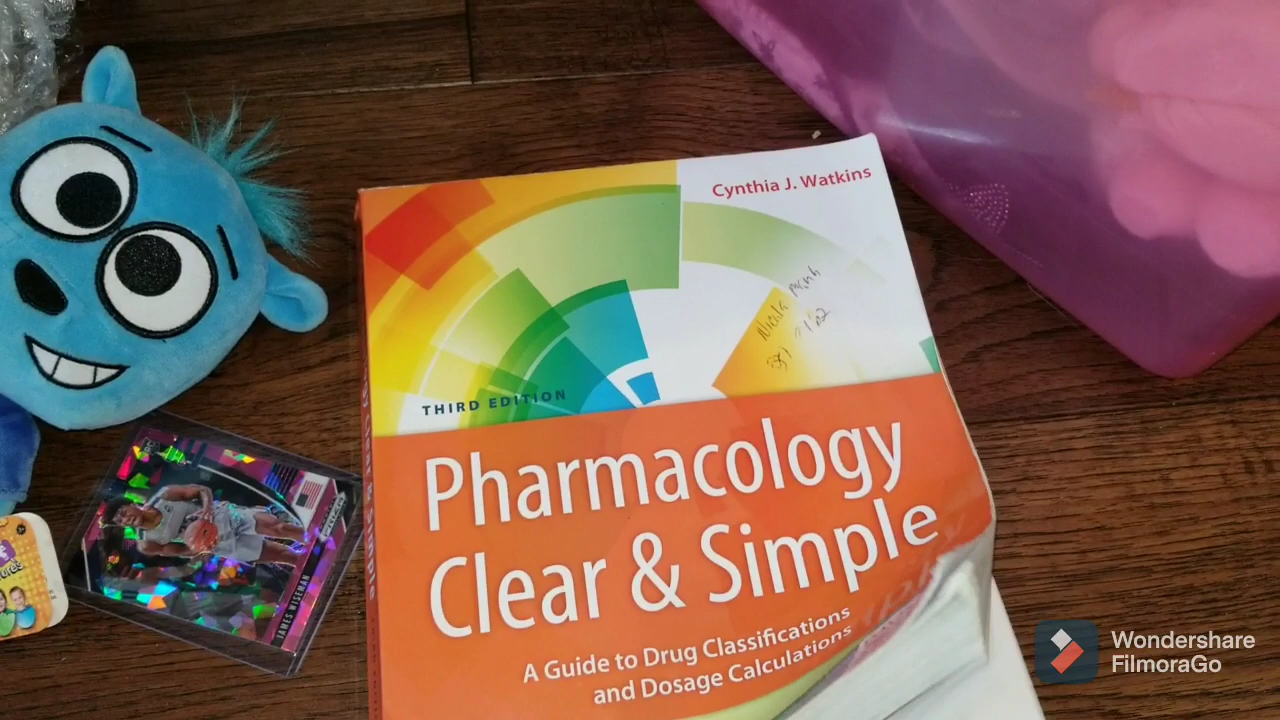 Cynthia J. Watkins
THIRD EDITION
Pharmacology
Clear & Simple
A Guide to Drug Classifications
and Dosage Calculations
JAMES WISEMAN
Wondershare
FilmoraGo